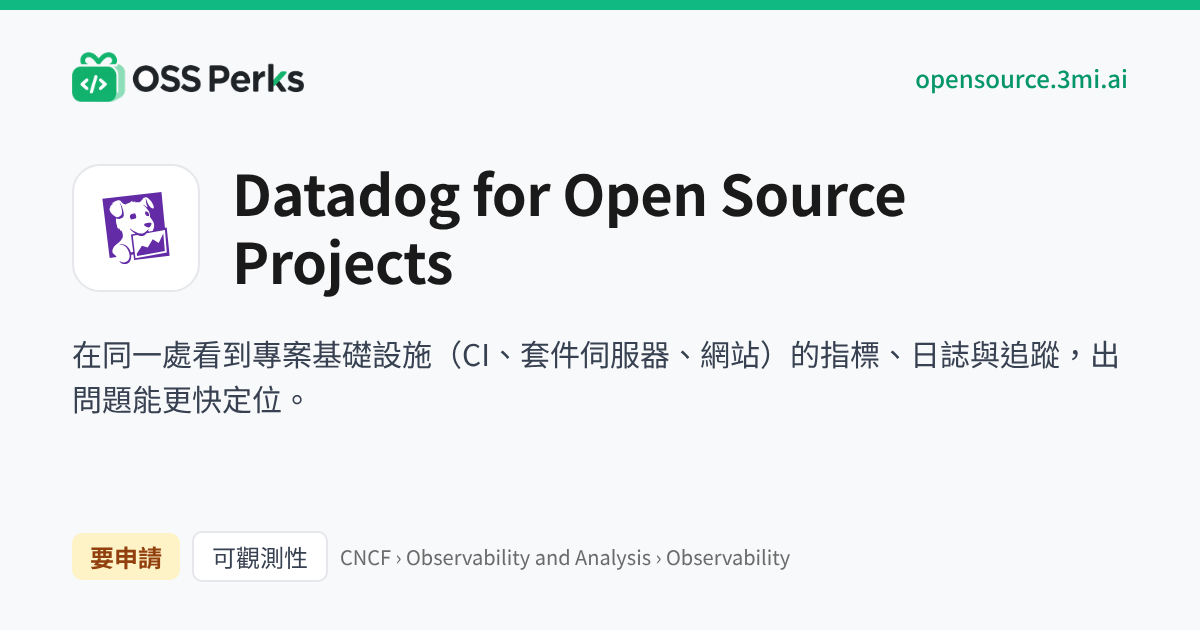 </> OSS Perks
opensource.3mi.ai
Datadog for Open Source
Projects
在同一處看到專案基礎設施（CI、套件伺服器、網站）的指標、日誌與追蹤，出
問題能更快定位。
要申請 可觀測性 CNCF › Observability and Analysis › Observability